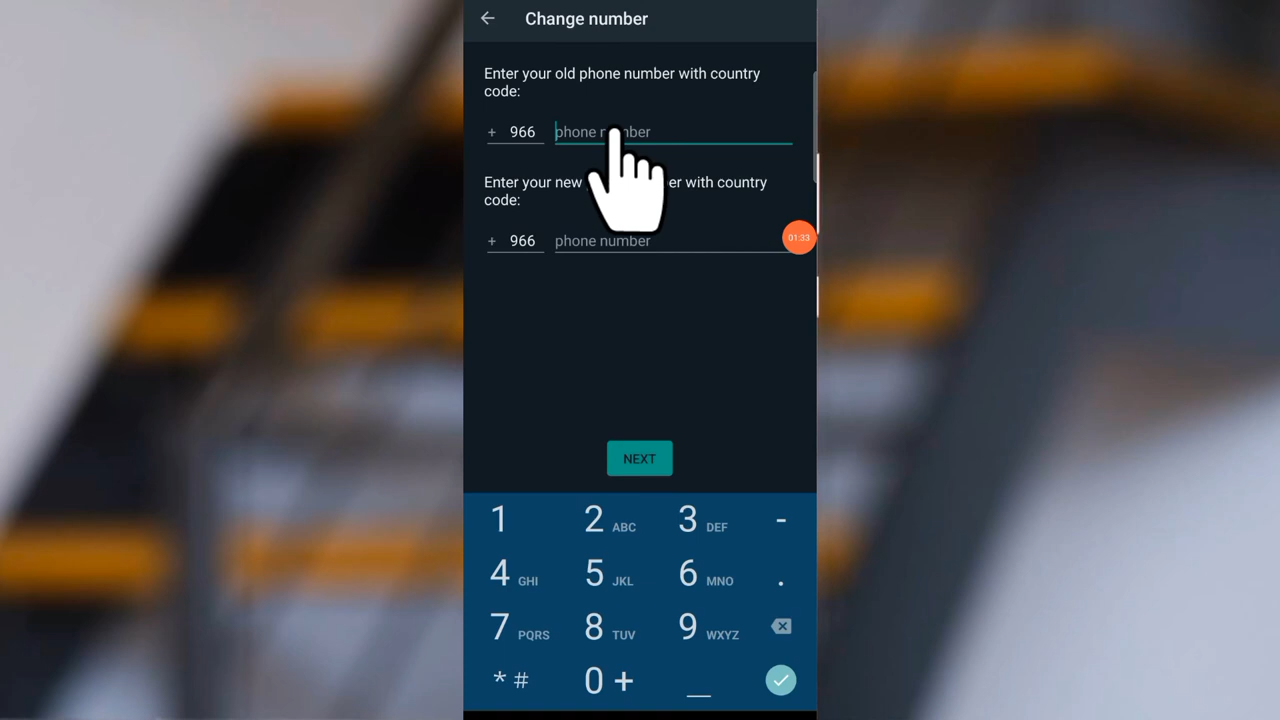 Change number
Enter your old phone number with country
code:
+ 966 phone number
Enter your new er with country
code:
+ 966 phone number
01:33
NEXT
1 2 ABC 3 DEF -
4 GHI 5 JKL 6 MNO .
7 PQRS 8 TUV 9 WXYZ
* # 0 + _